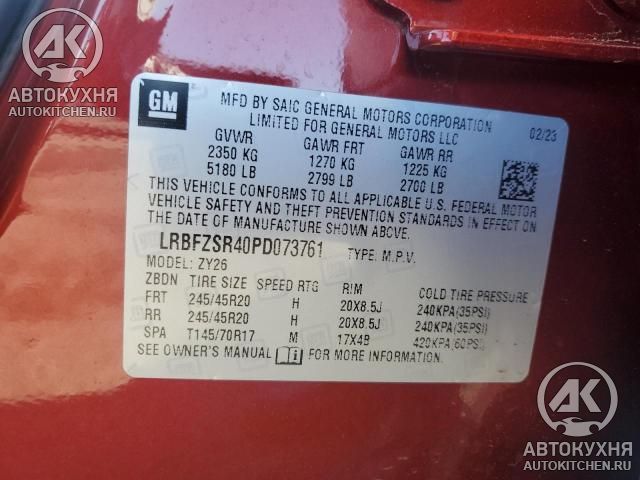 AK
АВТОКУХНЯ
AUTOKITCHEN.RU
GM
MFD BY SAIC GENERAL MOTORS CORPORATION
LIMITED FOR GENERAL MOTORS LLC
02/23
GVWR GAWR FRT GAWR RR
2350 KG 1270 KG 1225 KG
5180 LB 2799 LB 2700 LB
THIS VEHICLE CONFORMS TO ALL APPLICABLE U.S. FEDERAL MOTOR
VEHICLE SAFETY AND THEFT PREVENTION STANDARDS IN EFFECT ON THE
DATE OF MANUFACTURE SHOWN ABOVE.
LRBFZSR40PD073761 TYPE: M.P.V.
MODEL: ZY26
ZBDN TIRE SIZE SPEED RTG RIM COLD TIRE PRESSURE
FRT 245/45R20 H 20X8.5J 240KPA(35PSI)
RR 245/45R20 H 20X8.5J 240KPA(35PSI)
SPA T145/70R17 M 17X4B 420KPA(60PSI)
SEE OWNER'S MANUAL FOR MORE INFORMATION
AK
АВТОКУХНЯ
AUTOKITCHEN.RU